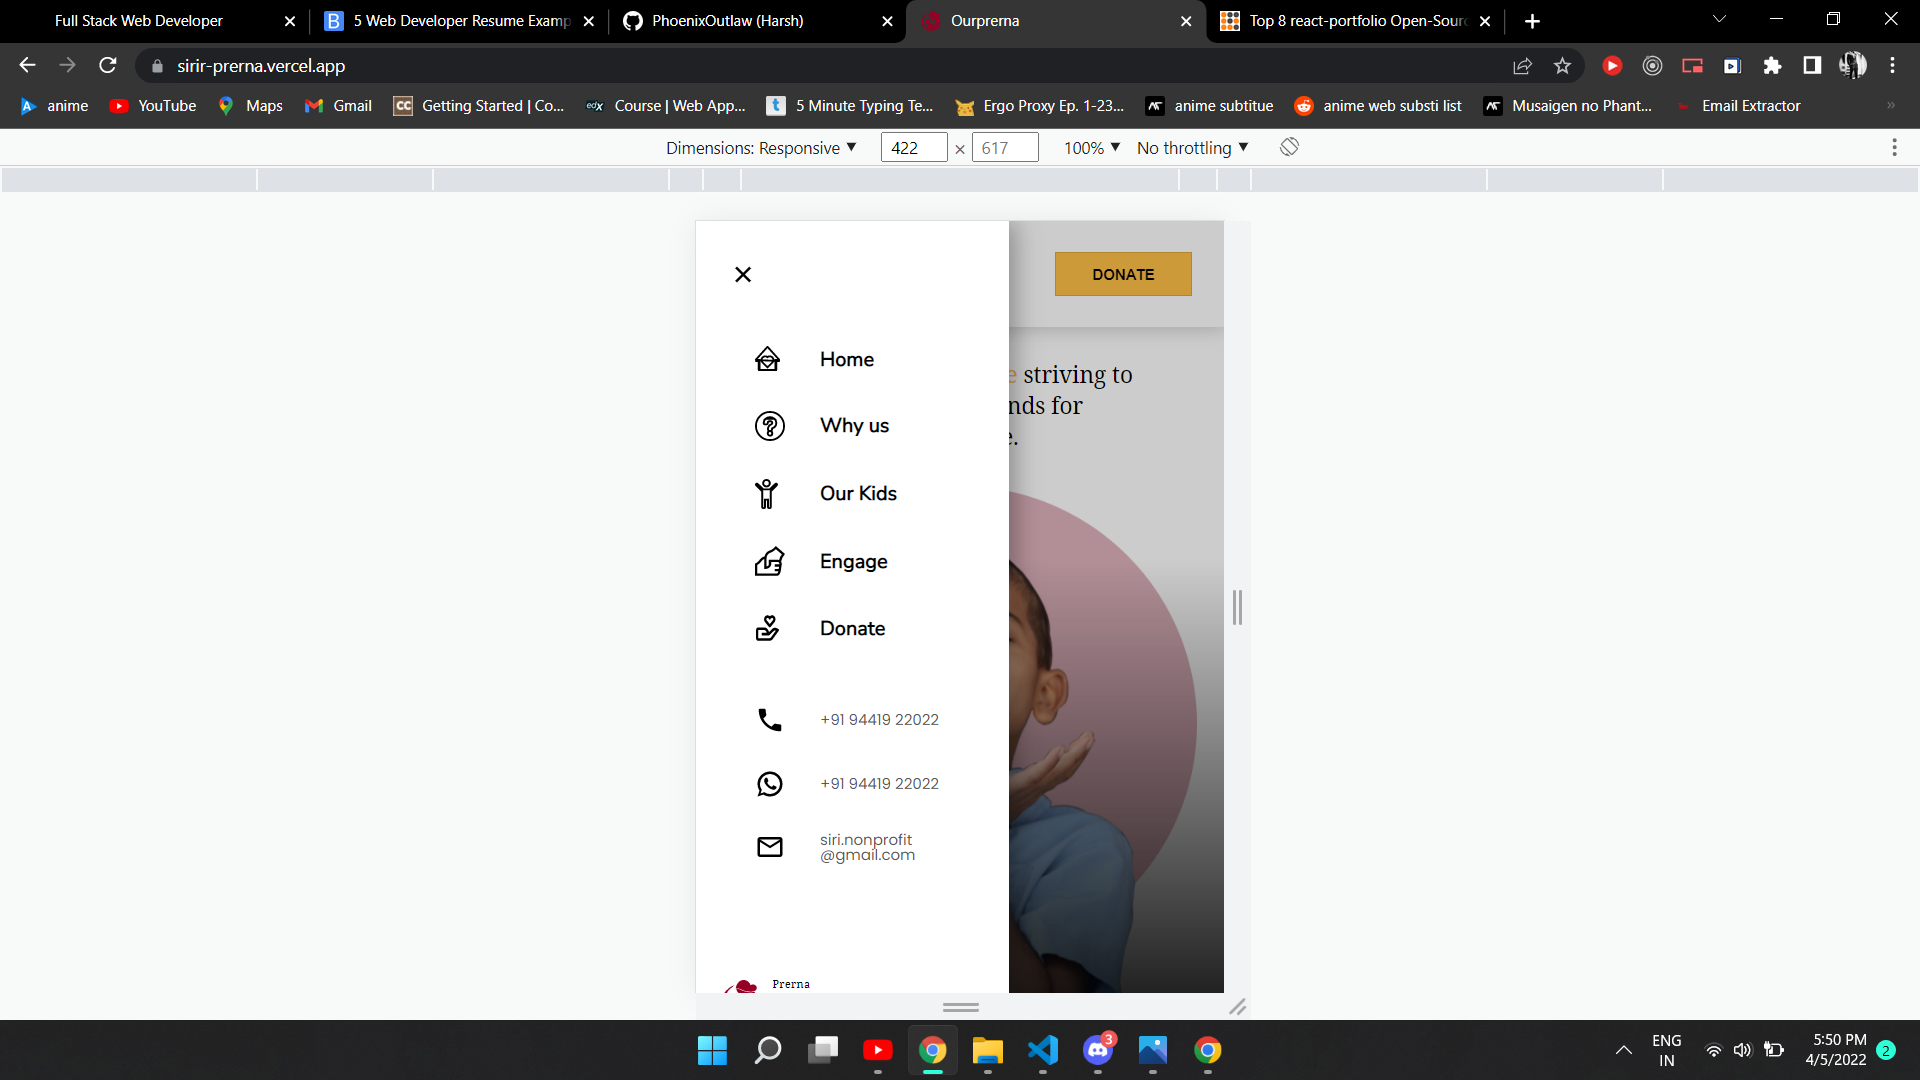 Full Stack Web Developer
5 Web Developer Resume Examp
PhoenixOutlaw (Harsh)
Ourprerna
Top 8 react-portfolio Open-Sourc
sirir-prerna.vercel.app
anime
YouTube
Maps
Gmail
CC Getting Started | Co...
edX Course | Web App...
t 5 Minute Typing Te...
Ergo Proxy Ep. 1-23...
anime subtitue
anime web substi list
Musaigen no Phant...
Email Extractor
»
Dimensions: Responsive ▼ 422 × 617 100% ▼ No throttling ▼
DONATE
Home
e striving to
nds for
Why us
e.
Our Kids
Engage
Donate
+91 94419 22022
+91 94419 22022
siri.nonprofit
@gmail.com
Prerna
3
ENG
IN
5:50 PM
4/5/2022
2